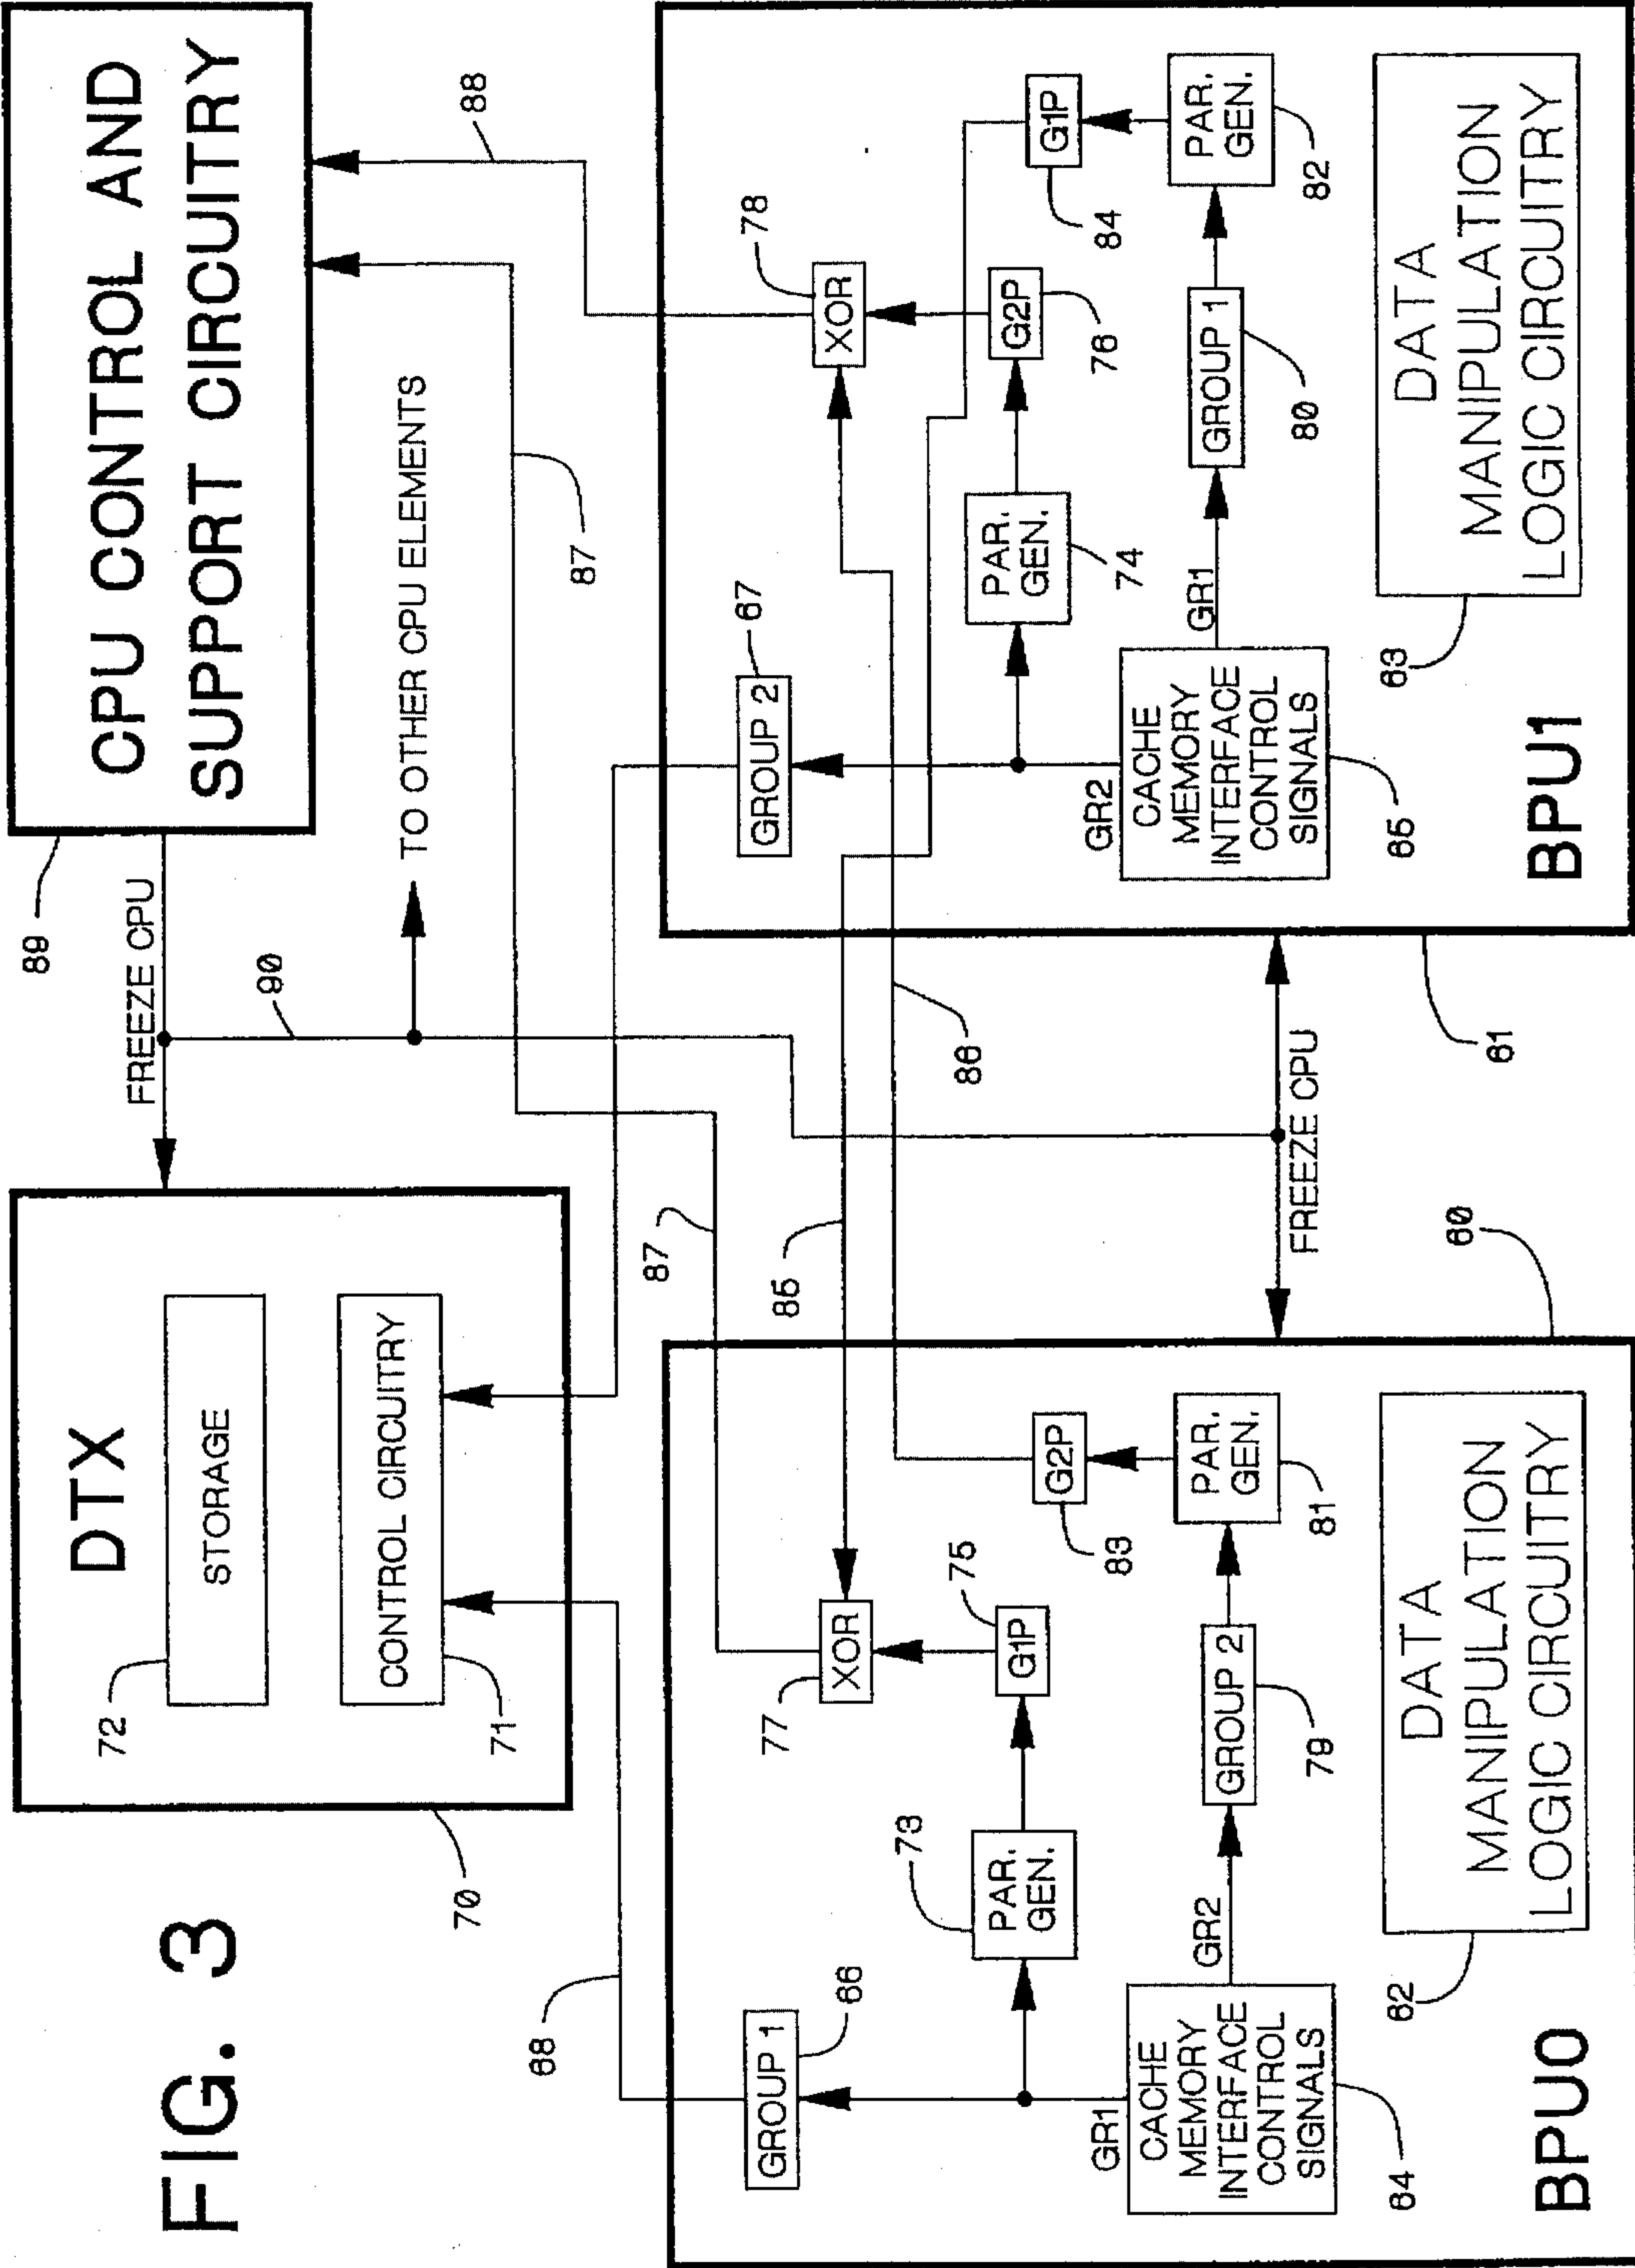 FIG. 3
DTX
STORAGE
72
CONTROL CIRCUITRY
71
70
FREEZE CPU
89
CPU CONTROL AND
SUPPORT CIRCUITRY
90
TO OTHER CPU ELEMENTS
87
88
68
87
85
86
GROUP 1
66
73
PAR.
GEN.
77
XOR
75
G1P
G2P
83
GR1
CACHE
MEMORY
INTERFACE
CONTROL
SIGNALS
64
GR2
GROUP 2
79
PAR.
GEN.
81
62
DATA
MANIPULATION
LOGIC CIRCUITRY
BPU0
60
FREEZE CPU
61
GROUP 2
67
PAR.
GEN.
74
XOR
78
G2P
76
G1P
84
GR2
CACHE
MEMORY
INTERFACE
CONTROL
SIGNALS
65
GR1
GROUP 1
80
PAR.
GEN.
82
63
DATA
MANIPULATION
LOGIC CIRCUITRY
BPU1